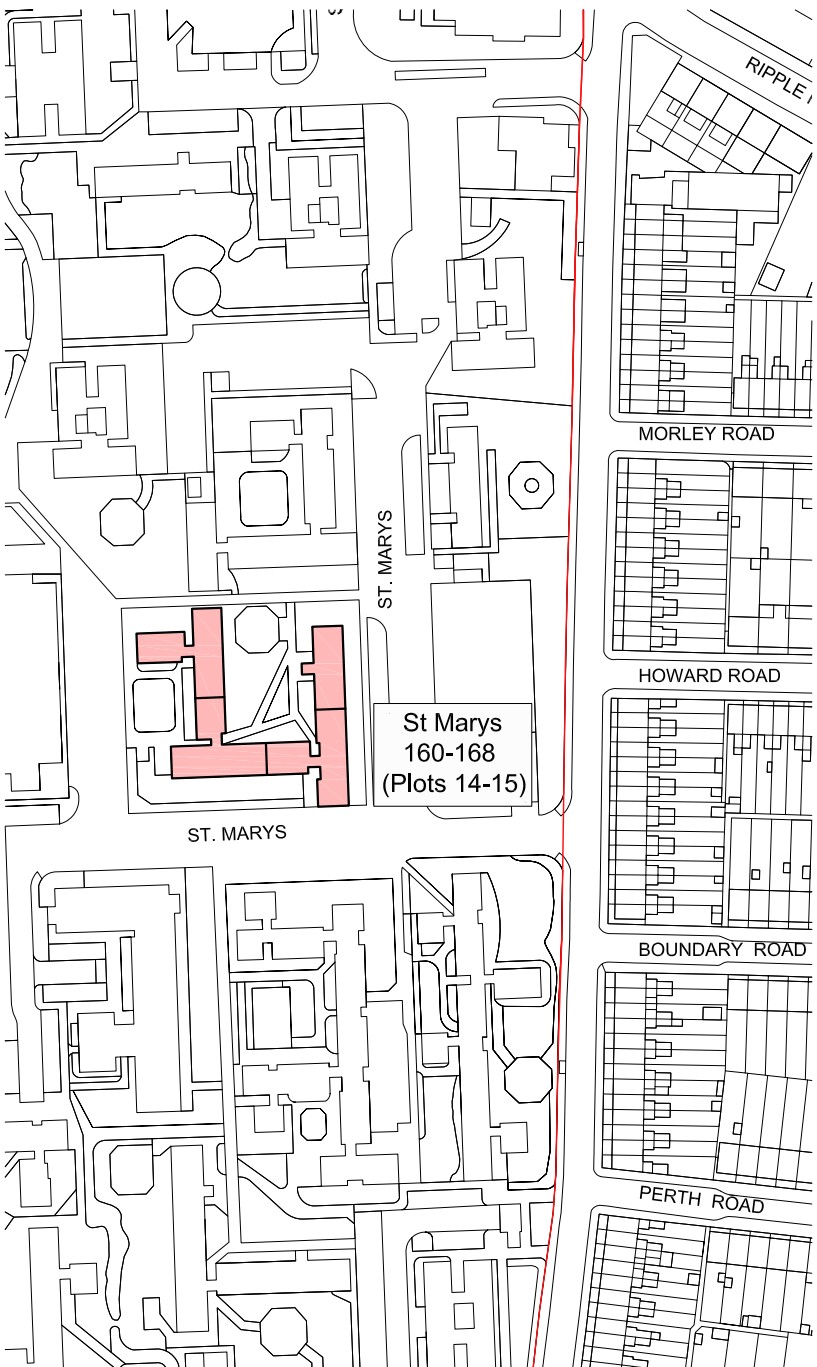 RIPPLE
MORLEY ROAD
ST. MARYS
HOWARD ROAD
St Marys
160-168
(Plots 14-15)
ST. MARYS
BOUNDARY ROAD
PERTH ROAD